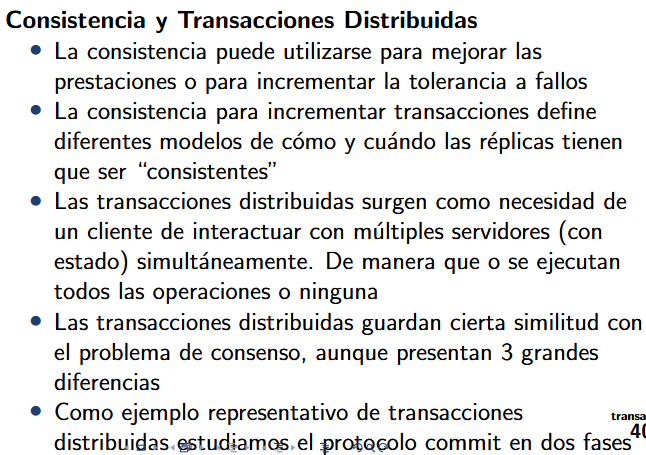 Consistencia y Transacciones Distribuidas
La consistencia puede utilizarse para mejorar las
prestaciones o para incrementar la tolerancia a fallos
La consistencia para incrementar transacciones define
diferentes modelos de cómo y cuándo las réplicas tienen
que ser “consistentes”
Las transacciones distribuidas surgen como necesidad de
un cliente de interactuar con múltiples servidores (con
estado) simultáneamente. De manera que o se ejecutan
todos las operaciones o ninguna
Las transacciones distribuidas guardan cierta similitud con
el problema de consenso, aunque presentan 3 grandes
diferencias
Como ejemplo representativo de transacciones
distribuidas estudiamos el protocolo commit en dos fases
transa